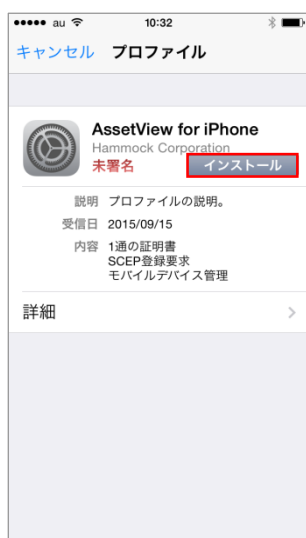 au 10:32
キャンセル プロファイル
AssetView for iPhone
Hammock Corporation
未署名 インストール
説明 プロファイルの説明。
受信日 2015/09/15
内容 1通の証明書
SCEP登録要求
モバイルデバイス管理
詳細